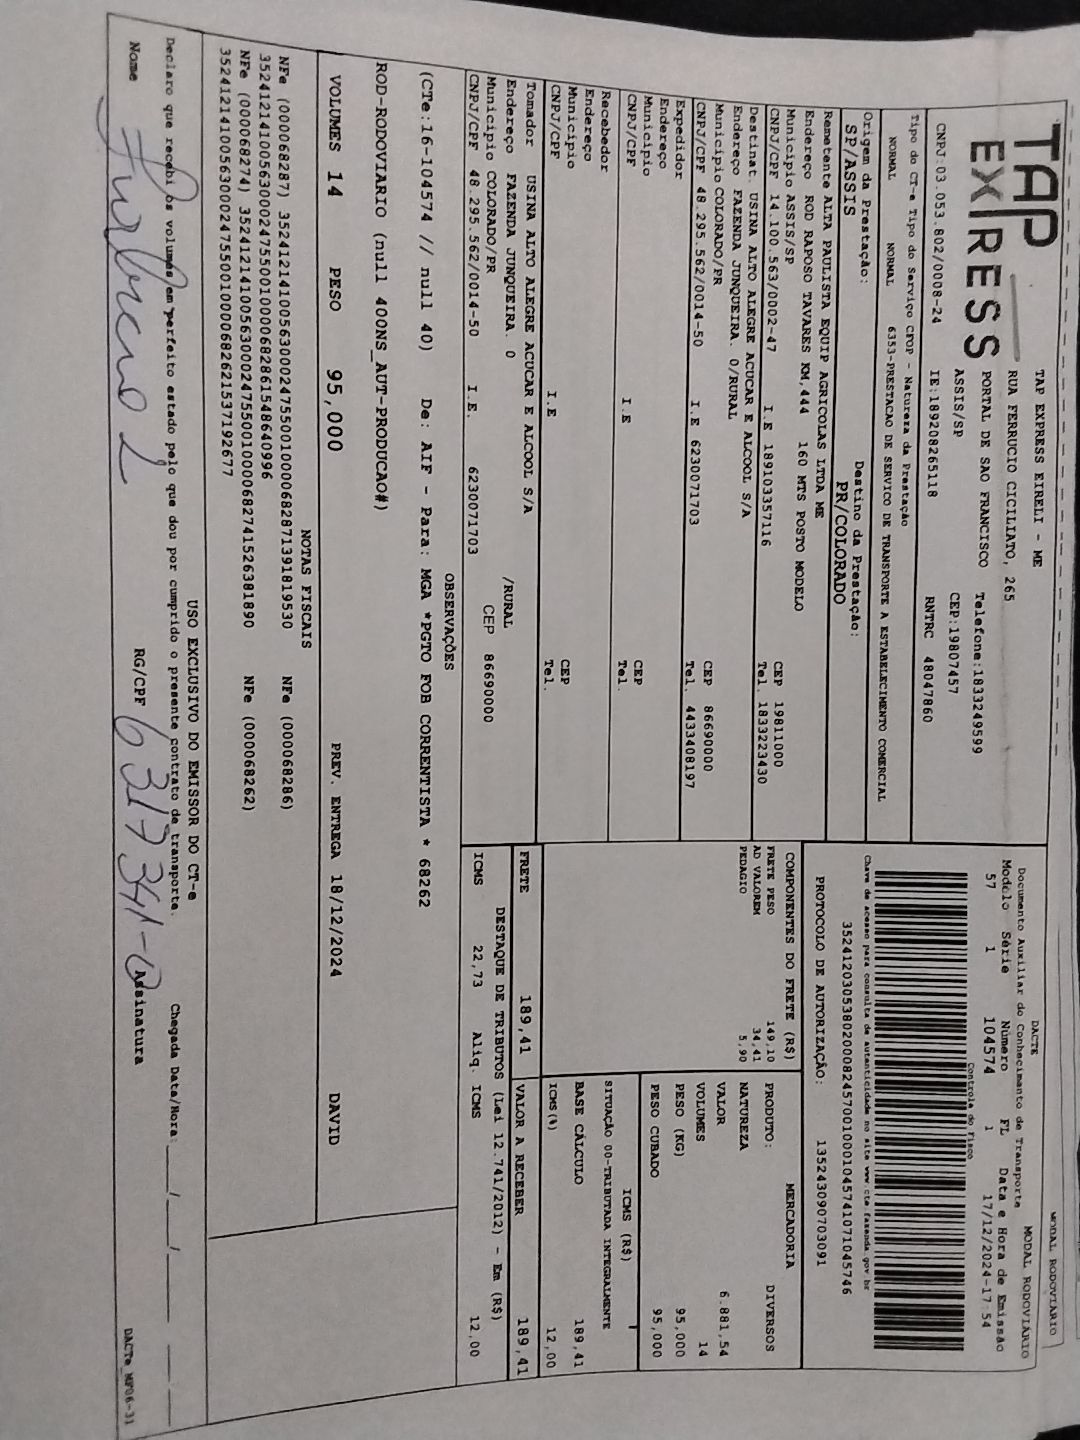 MODAL RODOVIARIO
TAP EXPRESS
TAP EXPRESS EIRELI - ME
RUA FERRUCIO CICILIATO, 265
PORTAL DE SAO FRANCISCO Telefone:1833249599
ASSIS/SP CEP:19807457
CNPJ:03.053.802/0008-24 IE:189208265118 RNTRC 48047860
DACTE MODAL RODOVIÁRIO
Documento Auxiliar do Conhecimento de Transporte
Modelo Série Número FL Data e Hora de Emissão
57 1 104574 1 17/12/2024-17:54
Controle do Fisco
Chave de acesso para consulta de autenticidade no site www.cte.fazenda.gov.br
35241203053802000824570010001045741071045746
PROTOCOLO DE AUTORIZAÇÃO: 135243090703091
Tipo do CT-e Tipo do Serviço CFOP - Natureza da Prestação
NORMAL NORMAL 6353-PRESTACAO DE SERVICO DE TRANSPORTE A ESTABELECIMENTO COMERCIAL
Origem da Prestação: Destino da Prestação:
SP/ASSIS PR/COLORADO
Remetente ALTA PAULISTA EQUIP AGRICOLAS LTDA ME
Endereço ROD RAPOSO TAVARES KM,444 160 MTS POSTO MODELO
Município ASSIS/SP CEP 19811000
CNPJ/CPF 14.100.563/0002-47 I.E 189103357116 Tel. 1833223430
Destinat. USINA ALTO ALEGRE ACUCAR E ALCOOL S/A
Endereço FAZENDA JUNQUEIRA. 0/RURAL
Município COLORADO/PR CEP 86690000
CNPJ/CPF 48.295.562/0014-50 I.E 6230071703 Tel. 4433408197
Expedidor
Endereço
Município CEP
CNPJ/CPF I.E Tel.
Recebedor
Endereço
Município CEP
CNPJ/CPF I.E Tel.
Tomador USINA ALTO ALEGRE ACUCAR E ALCOOL S/A
Endereço FAZENDA JUNQUEIRA. 0 /RURAL
Município COLORADO/PR CEP 86690000
CNPJ/CPF 48.295.562/0014-50 I.E. 6230071703
COMPONENTES DO FRETE (R$)
FRETE PESO 149,10
AD VALOREM 34,41
PEDAGIO 5,90
MERCADORIA
PRODUTO: DIVERSOS
NATUREZA
VALOR 6.881,54
VOLUMES 14
PESO (KG) 95,000
PESO CUBADO 95,000
ICMS (R$)
SITUAÇÃO 00-TRIBUTADA INTEGRALMENTE
BASE CÁLCULO 189,41
ICMS(%) 12,00
FRETE 189,41 VALOR A RECEBER 189,41
DESTAQUE DE TRIBUTOS (Lei 12.741/2012) - Em (R$)
ICMS 22,73 Aliq. ICMS 12,00
OBSERVAÇÕES
(CTe:16-104574 // null 40) De: AIF - Para: MGA *PGTO FOB CORRENTISTA * 68262
ROD-RODOVIARIO (null 40ONS_AUT-PRODUCAO#)
VOLUMES 14 PESO 95,000 PREV. ENTREGA 18/12/2024 DAVID
NOTAS FISCAIS
NFe (000068287) 35241214100563000247550010000682871391819530 NFe (000068286)
35241214100563000247550010000682861548640996
NFe (000068274) 35241214100563000247550010000682741526381890 NFe (000068262)
35241214100563000247550010000682621537192677
USO EXCLUSIVO DO EMISSOR DO CT-e
Declaro que recebi os volumes em perfeito estado pelo que dou por cumprido o presente contrato de transporte. Chegada Data/Hora: __/__/__ __ __
Nome RG/CPF Assinatura
DACTe_MF06-31